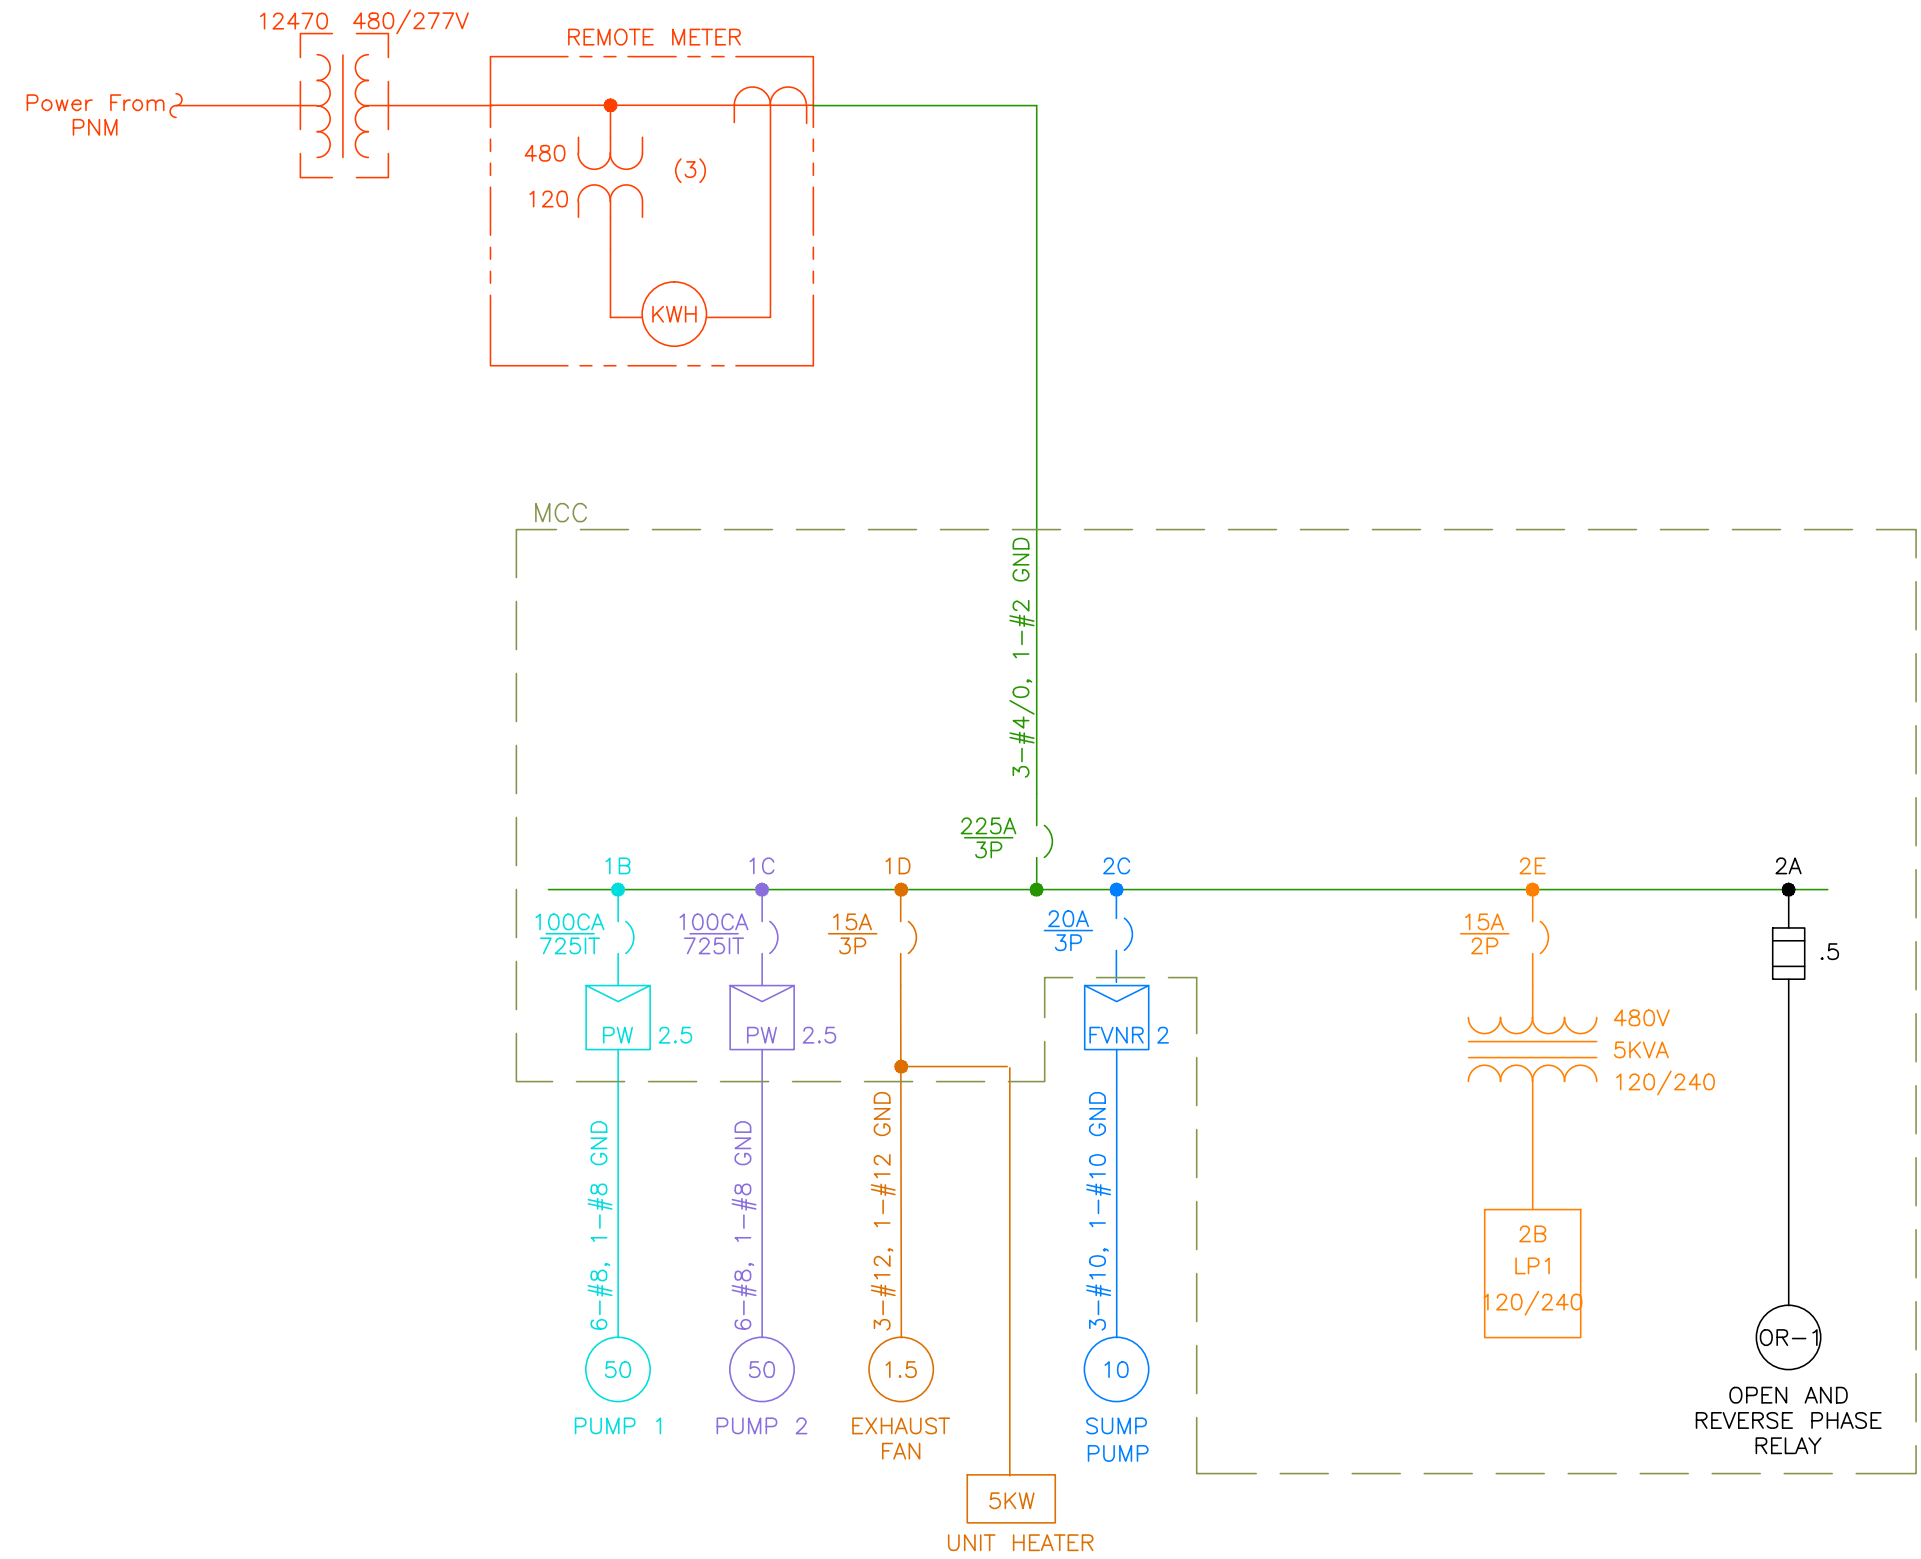 12470 480/277V
REMOTE METER
Power From
PNM
480
(3)
120
KWH
MCC
3-#4/0, 1-#2 GND
225A
3P
1B
1C
1D
2C
2E
2A
100CA
725IT
100CA
725IT
15A
3P
20A
3P
15A
2P
.5
PW 2.5
PW 2.5
FVNR 2
480V
5KVA
120/240
6-#8, 1-#8 GND
6-#8, 1-#8 GND
3-#12, 1-#12 GND
3-#10, 1-#10 GND
2B
LP1
120/240
OR-1
50
50
1.5
10
PUMP 1
PUMP 2
EXHAUST
FAN
SUMP
PUMP
OPEN AND
REVERSE PHASE
RELAY
5KW
UNIT HEATER